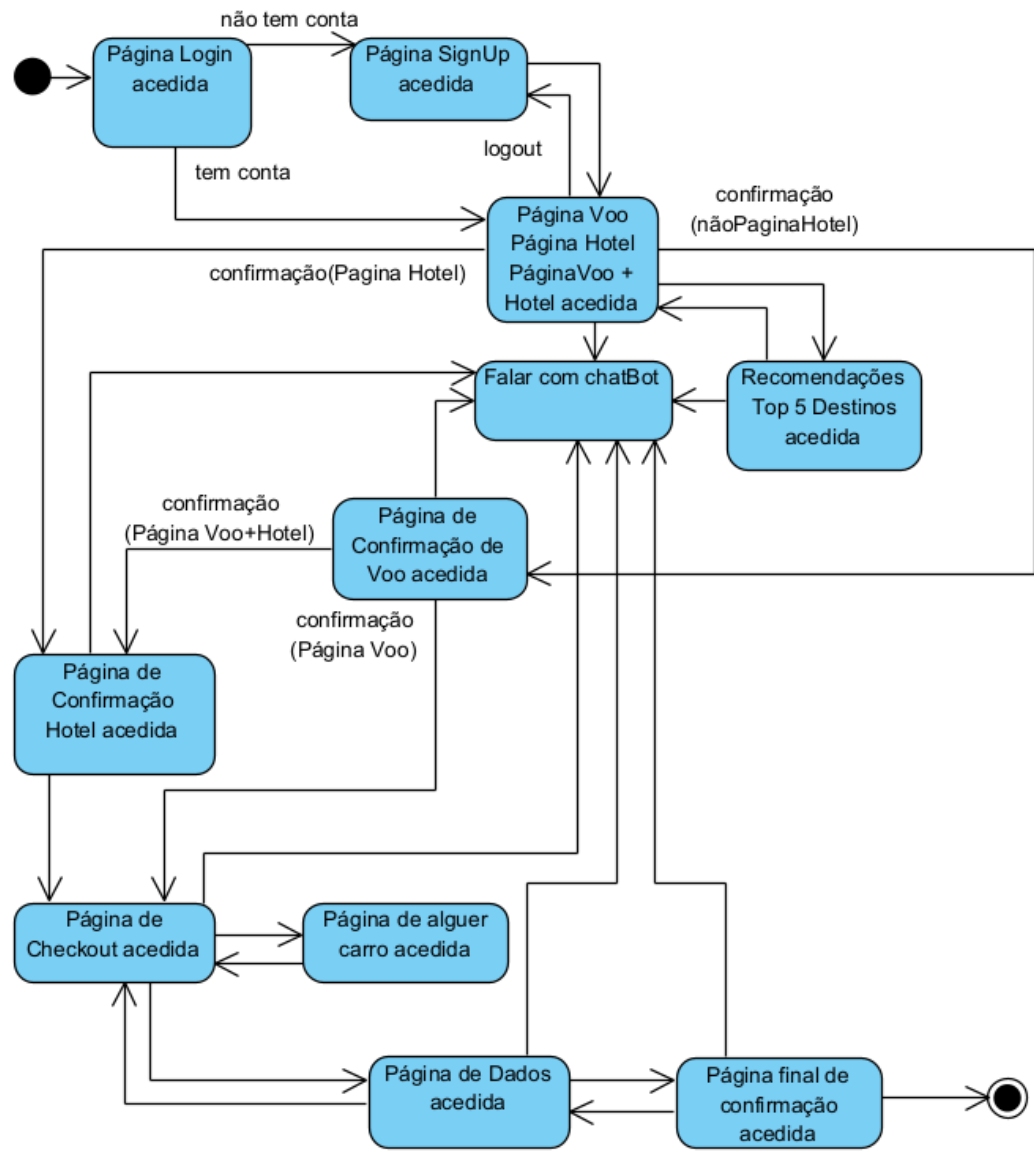 não tem conta
Página Login
acedida
Página SignUp
acedida
logout
tem conta
confirmação
(nãoPaginaHotel)
Página Voo
Página Hotel
PáginaVoo +
Hotel acedida
confirmação(Pagina Hotel)
Falar com chatBot
Recomendações
Top 5 Destinos
acedida
confirmação
(Página Voo+Hotel)
Página de
Confirmação de
Voo acedida
confirmação
(Página Voo)
Página de
Confirmação
Hotel acedida
Página de
Checkout acedida
Página de alguer
carro acedida
Página de Dados
acedida
Página final de
confirmação
acedida